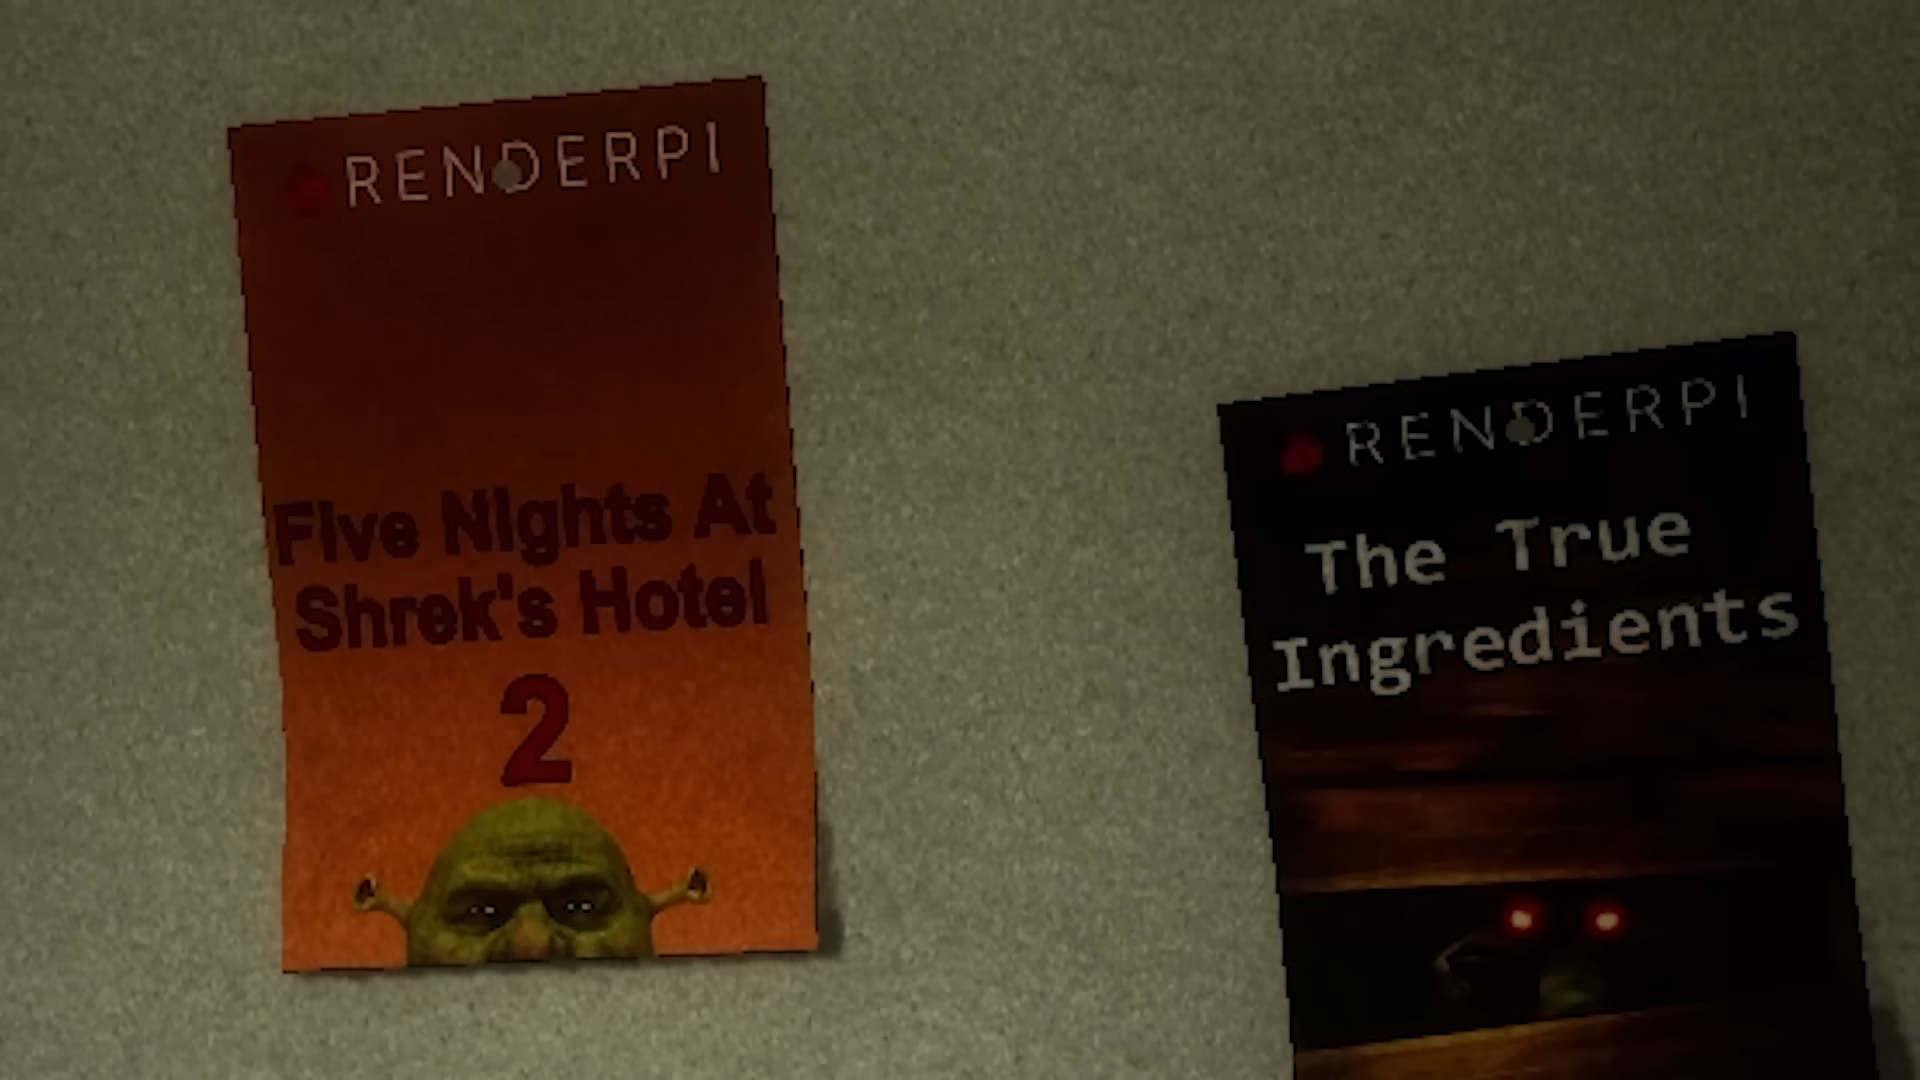 RENDERPI
Five Nights At
Shrek's Hotel
2
RENDERPI
The True
Ingredients